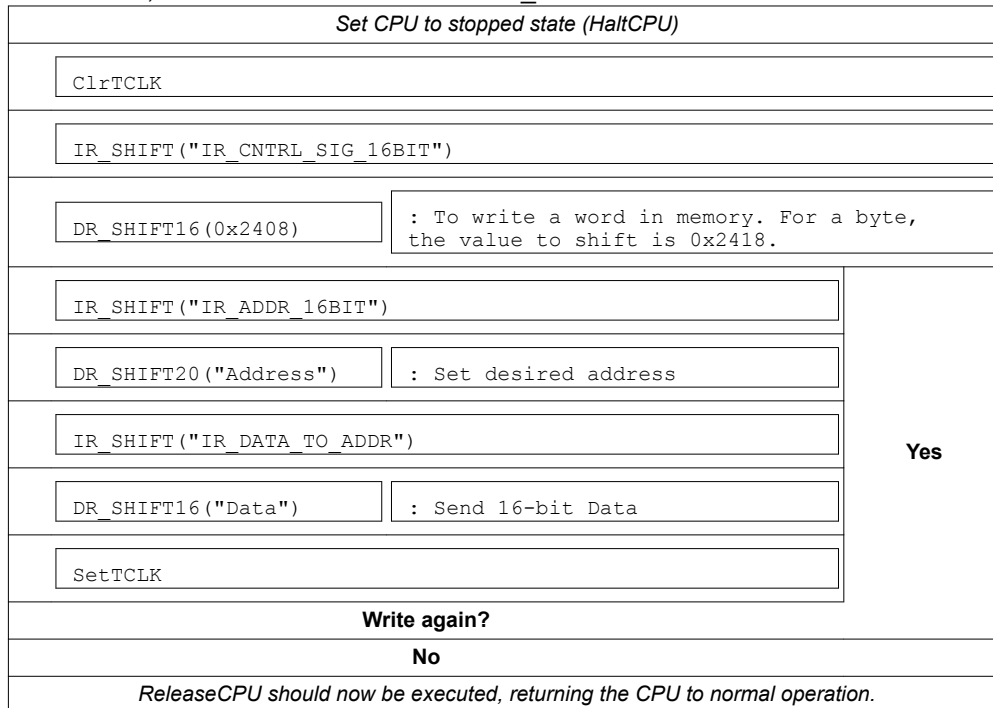 Set CPU to stopped state (HaltCPU)
ClrTCLK
IR_SHIFT("IR_CNTRL_SIG_16BIT")
DR_SHIFT16(0x2408)
: To write a word in memory. For a byte,
the value to shift is 0x2418.
IR_SHIFT("IR_ADDR_16BIT")
DR_SHIFT20("Address")
: Set desired address
IR_SHIFT("IR_DATA_TO_ADDR")
Yes
DR_SHIFT16("Data")
: Send 16-bit Data
SetTCLK
Write again?
No
ReleaseCPU should now be executed, returning the CPU to normal operation.